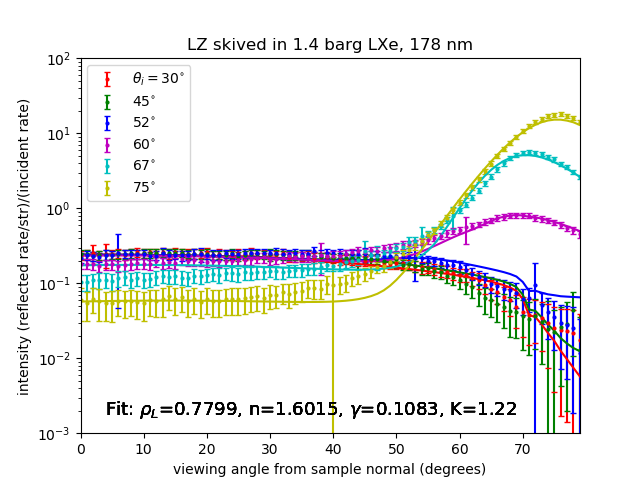 LZ skived in 1.4 barg LXe, 178 nm
intensity (reflected rate/str)/(incident rate)
10²
10¹
10⁰
10⁻¹
10⁻²
10⁻³
θᵢ = 30°
45°
52°
60°
67°
75°
Fit: ρ_L=0.7799, n=1.6015, γ=0.1083, K=1.22
0 10 20 30 40 50 60 70
viewing angle from sample normal (degrees)